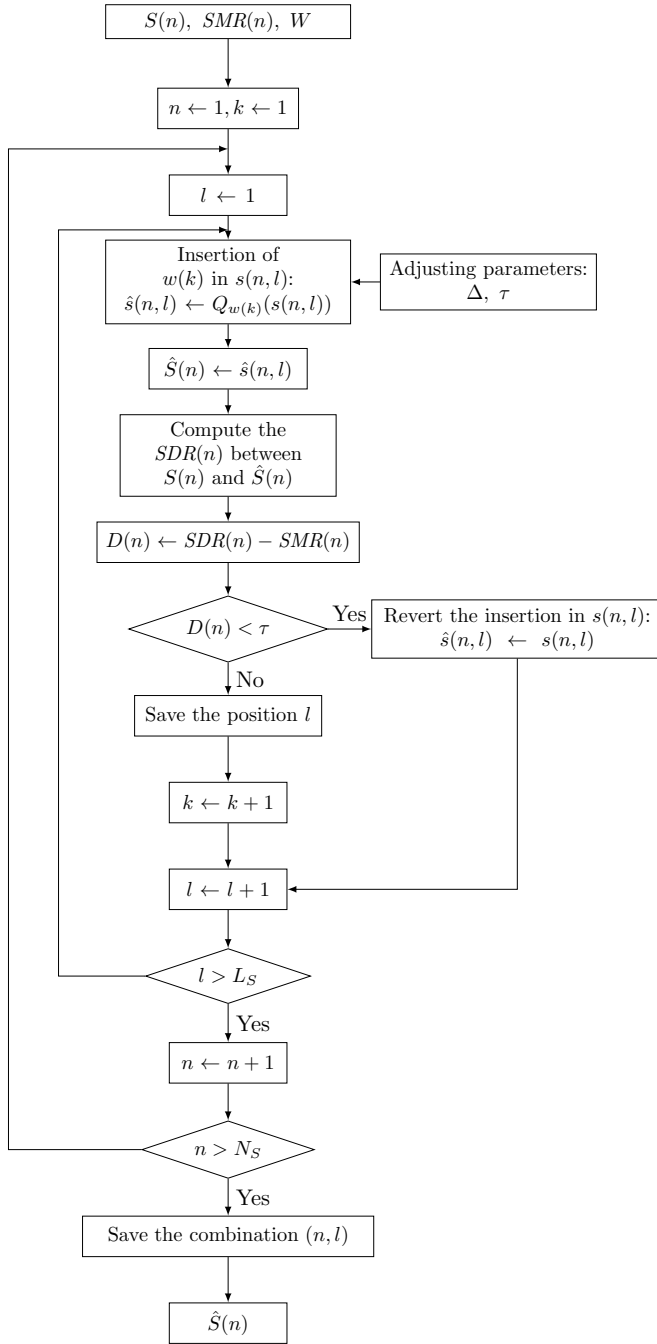 S(n), SMR(n), W
n ← 1, k ← 1
l ← 1
Insertion of
w(k) in s(n, l):
ŝ(n, l) ← Q_{w(k)}(s(n, l))
Adjusting parameters:
Δ, τ
Ŝ(n) ← ŝ(n, l)
Compute the
SDR(n) between
S(n) and Ŝ(n)
D(n) ← SDR(n) − SMR(n)
D(n) < τ
Yes
Revert the insertion in s(n, l):
ŝ(n, l) ← s(n, l)
No
Save the position l
k ← k + 1
l ← l + 1
l > L_S
Yes
n ← n + 1
n > N_S
Yes
Save the combination (n, l)
Ŝ(n)